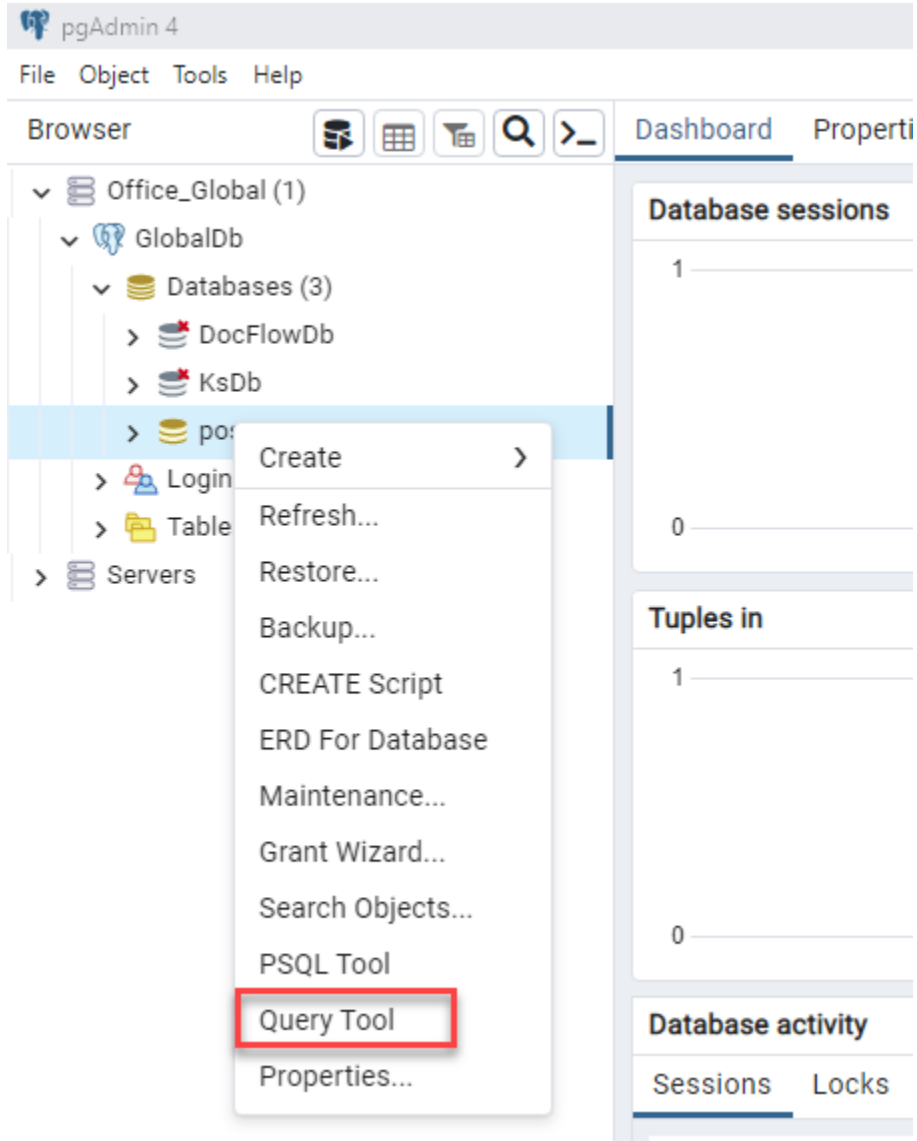 pgAdmin 4
File Object Tools Help
Browser
Dashboard Properti
Office_Global (1)
GlobalDb
Databases (3)
DocFlowDb
KsDb
pos
Login
Table
Servers
Create
Refresh...
Restore...
Backup...
CREATE Script
ERD For Database
Maintenance...
Grant Wizard...
Search Objects...
PSQL Tool
Query Tool
Properties...
Database sessions
1
0
Tuples in
1
0
Database activity
Sessions Locks